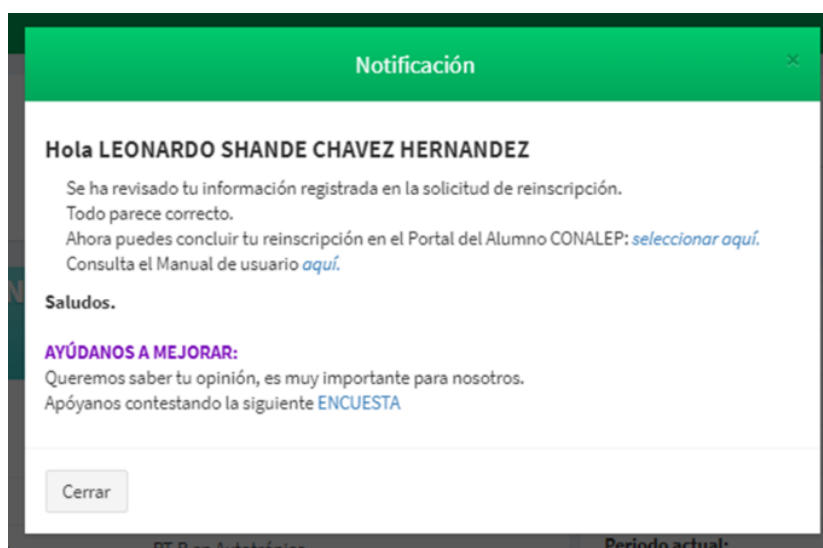 Notificación
×
Hola LEONARDO SHANDE CHAVEZ HERNANDEZ
Se ha revisado tu información registrada en la solicitud de reinscripción.
Todo parece correcto.
Ahora puedes concluir tu reinscripción en el Portal del Alumno CONALEP: seleccionar aquí.
Consulta el Manual de usuario aquí.
Saludos.
AYÚDANOS A MEJORAR:
Queremos saber tu opinión, es muy importante para nosotros.
Apóyanos contestando la siguiente ENCUESTA
Cerrar
Periodo actual: